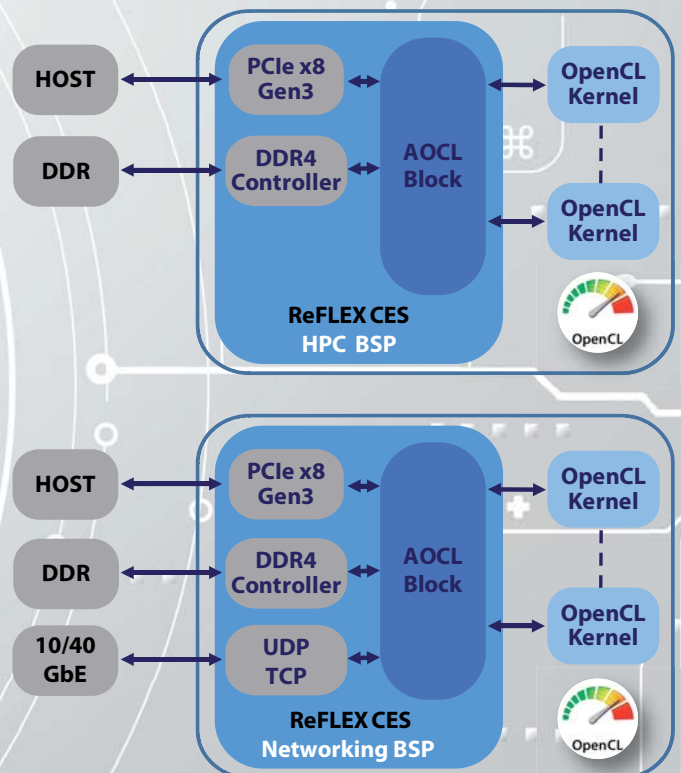 HOST
PCIe x8
Gen3
DDR
DDR4
Controller
AOCL
Block
OpenCL
Kernel
OpenCL
Kernel
ReFLEX CES
HPC BSP
OpenCL
HOST
PCIe x8
Gen3
DDR
DDR4
Controller
10/40
GbE
UDP
TCP
AOCL
Block
OpenCL
Kernel
OpenCL
Kernel
ReFLEX CES
Networking BSP
OpenCL